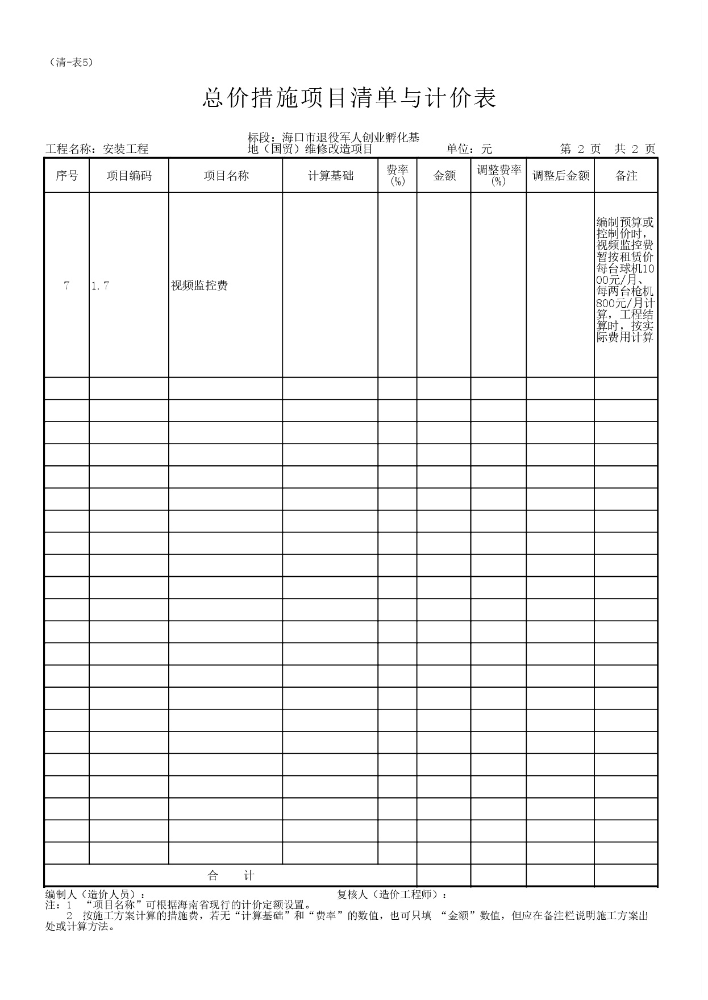 （清-表5）
总价措施项目清单与计价表
标段：海口市退役军人创业孵化基
工程名称：安装工程 地（国贸）维修改造项目 单位：元 第 2 页 共 2 页
序号 项目编码 项目名称 计算基础 费率 金额 调整费率 调整后金额 备注
(%) (%)
7 1.7 视频监控费
编制预算或
控制价时，
视频监控费
暂按租赁价
每台球机10
00元/月、
每两台枪机
800元/月计
算，工程结
算时，按实
际费用计算
合 计
编制人（造价人员）： 复核人（造价工程师）：
注：1 “项目名称”可根据海南省现行的计价定额设置。
2 按施工方案计算的措施费，若无“计算基础”和“费率”的数值，也可只填 “金额”数值，但应在备注栏说明施工方案出
处或计算方法。